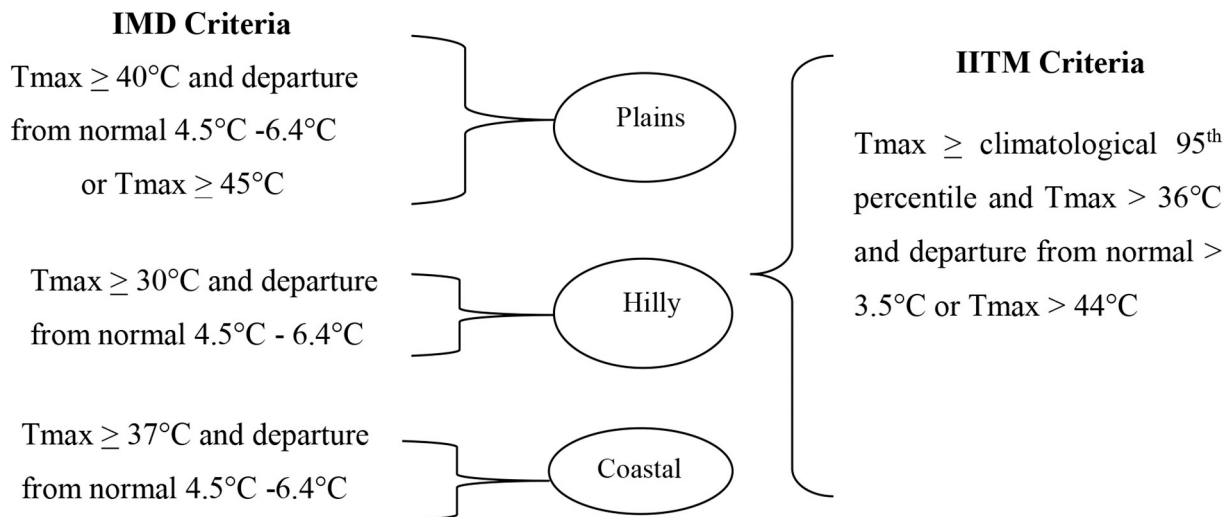 IMD Criteria
Tmax ≥ 40°C and departure
from normal 4.5°C -6.4°C
or Tmax ≥ 45°C
Plains
Tmax ≥ 30°C and departure
from normal 4.5°C - 6.4°C
Hilly
Tmax ≥ 37°C and departure
from normal 4.5°C -6.4°C
Coastal
IITM Criteria
Tmax ≥ climatological 95th
percentile and Tmax > 36°C
and departure from normal >
3.5°C or Tmax > 44°C